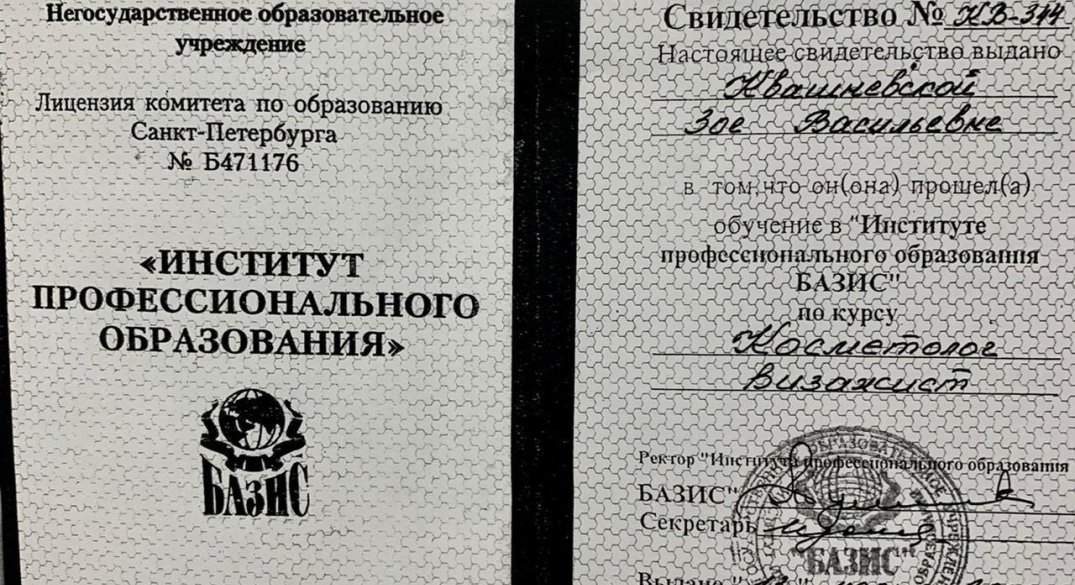 Негосударственное образовательное
учреждение
Лицензия комитета по образованию
Санкт-Петербурга
№ Б471176
«ИНСТИТУТ
ПРОФЕССИОНАЛЬНОГО
ОБРАЗОВАНИЯ»
БАЗИС
Свидетельство № КВ-344
Настоящее свидетельство выдано
Квашневской
Зое Васильевне
в том,что он(она) прошел(а)
обучение в "Институте
профессионального образования
БАЗИС"
по курсу
Косметолог
Визажист
Ректор "Института профессионального образования
БАЗИС"
Секретарь
"БАЗИС"
Выдано